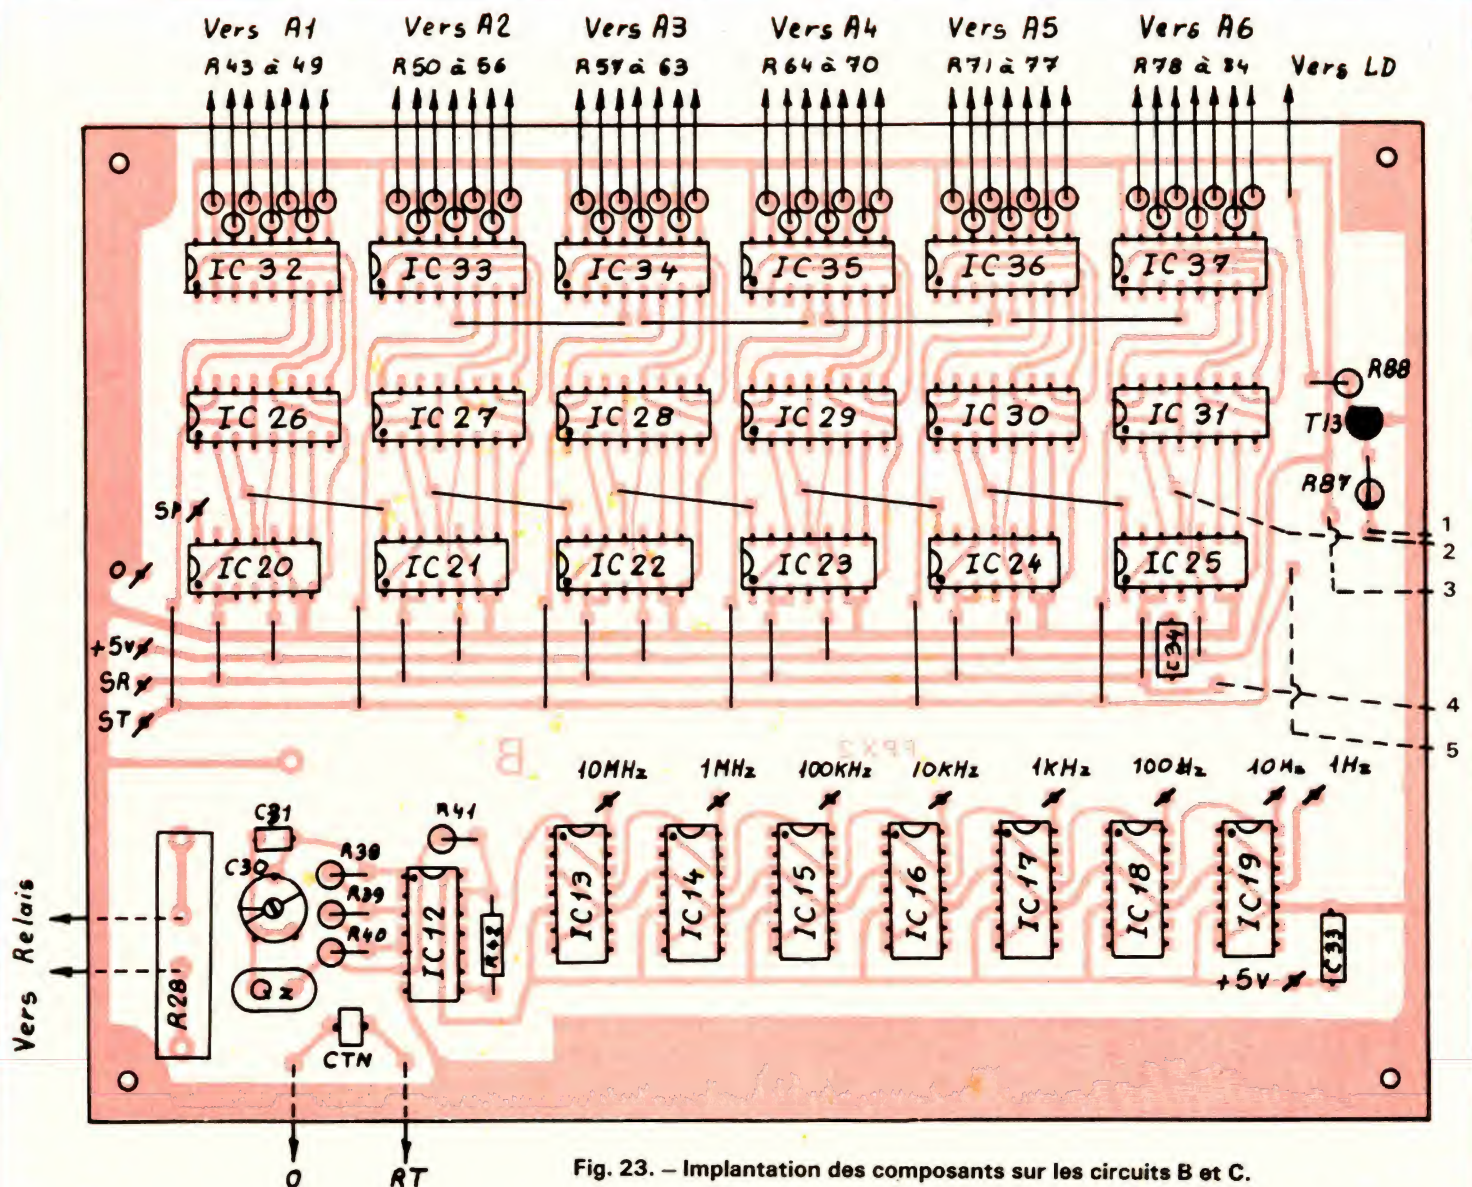 Vers A1 Vers A2 Vers A3 Vers A4 Vers A5 Vers A6
R43 à 49 R50 à 56 R57 à 63 R64 à 70 R71 à 77 R78 à 84 Vers LD
IC 32 IC 33 IC 34 IC 35 IC 36 IC 37
R88
IC 26 IC 27 IC 28 IC 29 IC 30 IC 31 T13
R87
SP
1
2
O IC 20 IC 21 IC 22 IC 23 IC 24 IC 25
3
+5v C34
SR
4
ST
5
B FPX2
10MHz 1MHz 100KHz 10KHz 1KHz 100Hz 10Hz 1Hz
C31 R41
R38
C30
R39
R40
IC12 R42 IC13 IC14 IC15 IC16 IC17 IC18 IC19 C33
Vers Relais
R28 Qz +5v
CTN
O RT
Fig. 23. – Implantation des composants sur les circuits B et C.